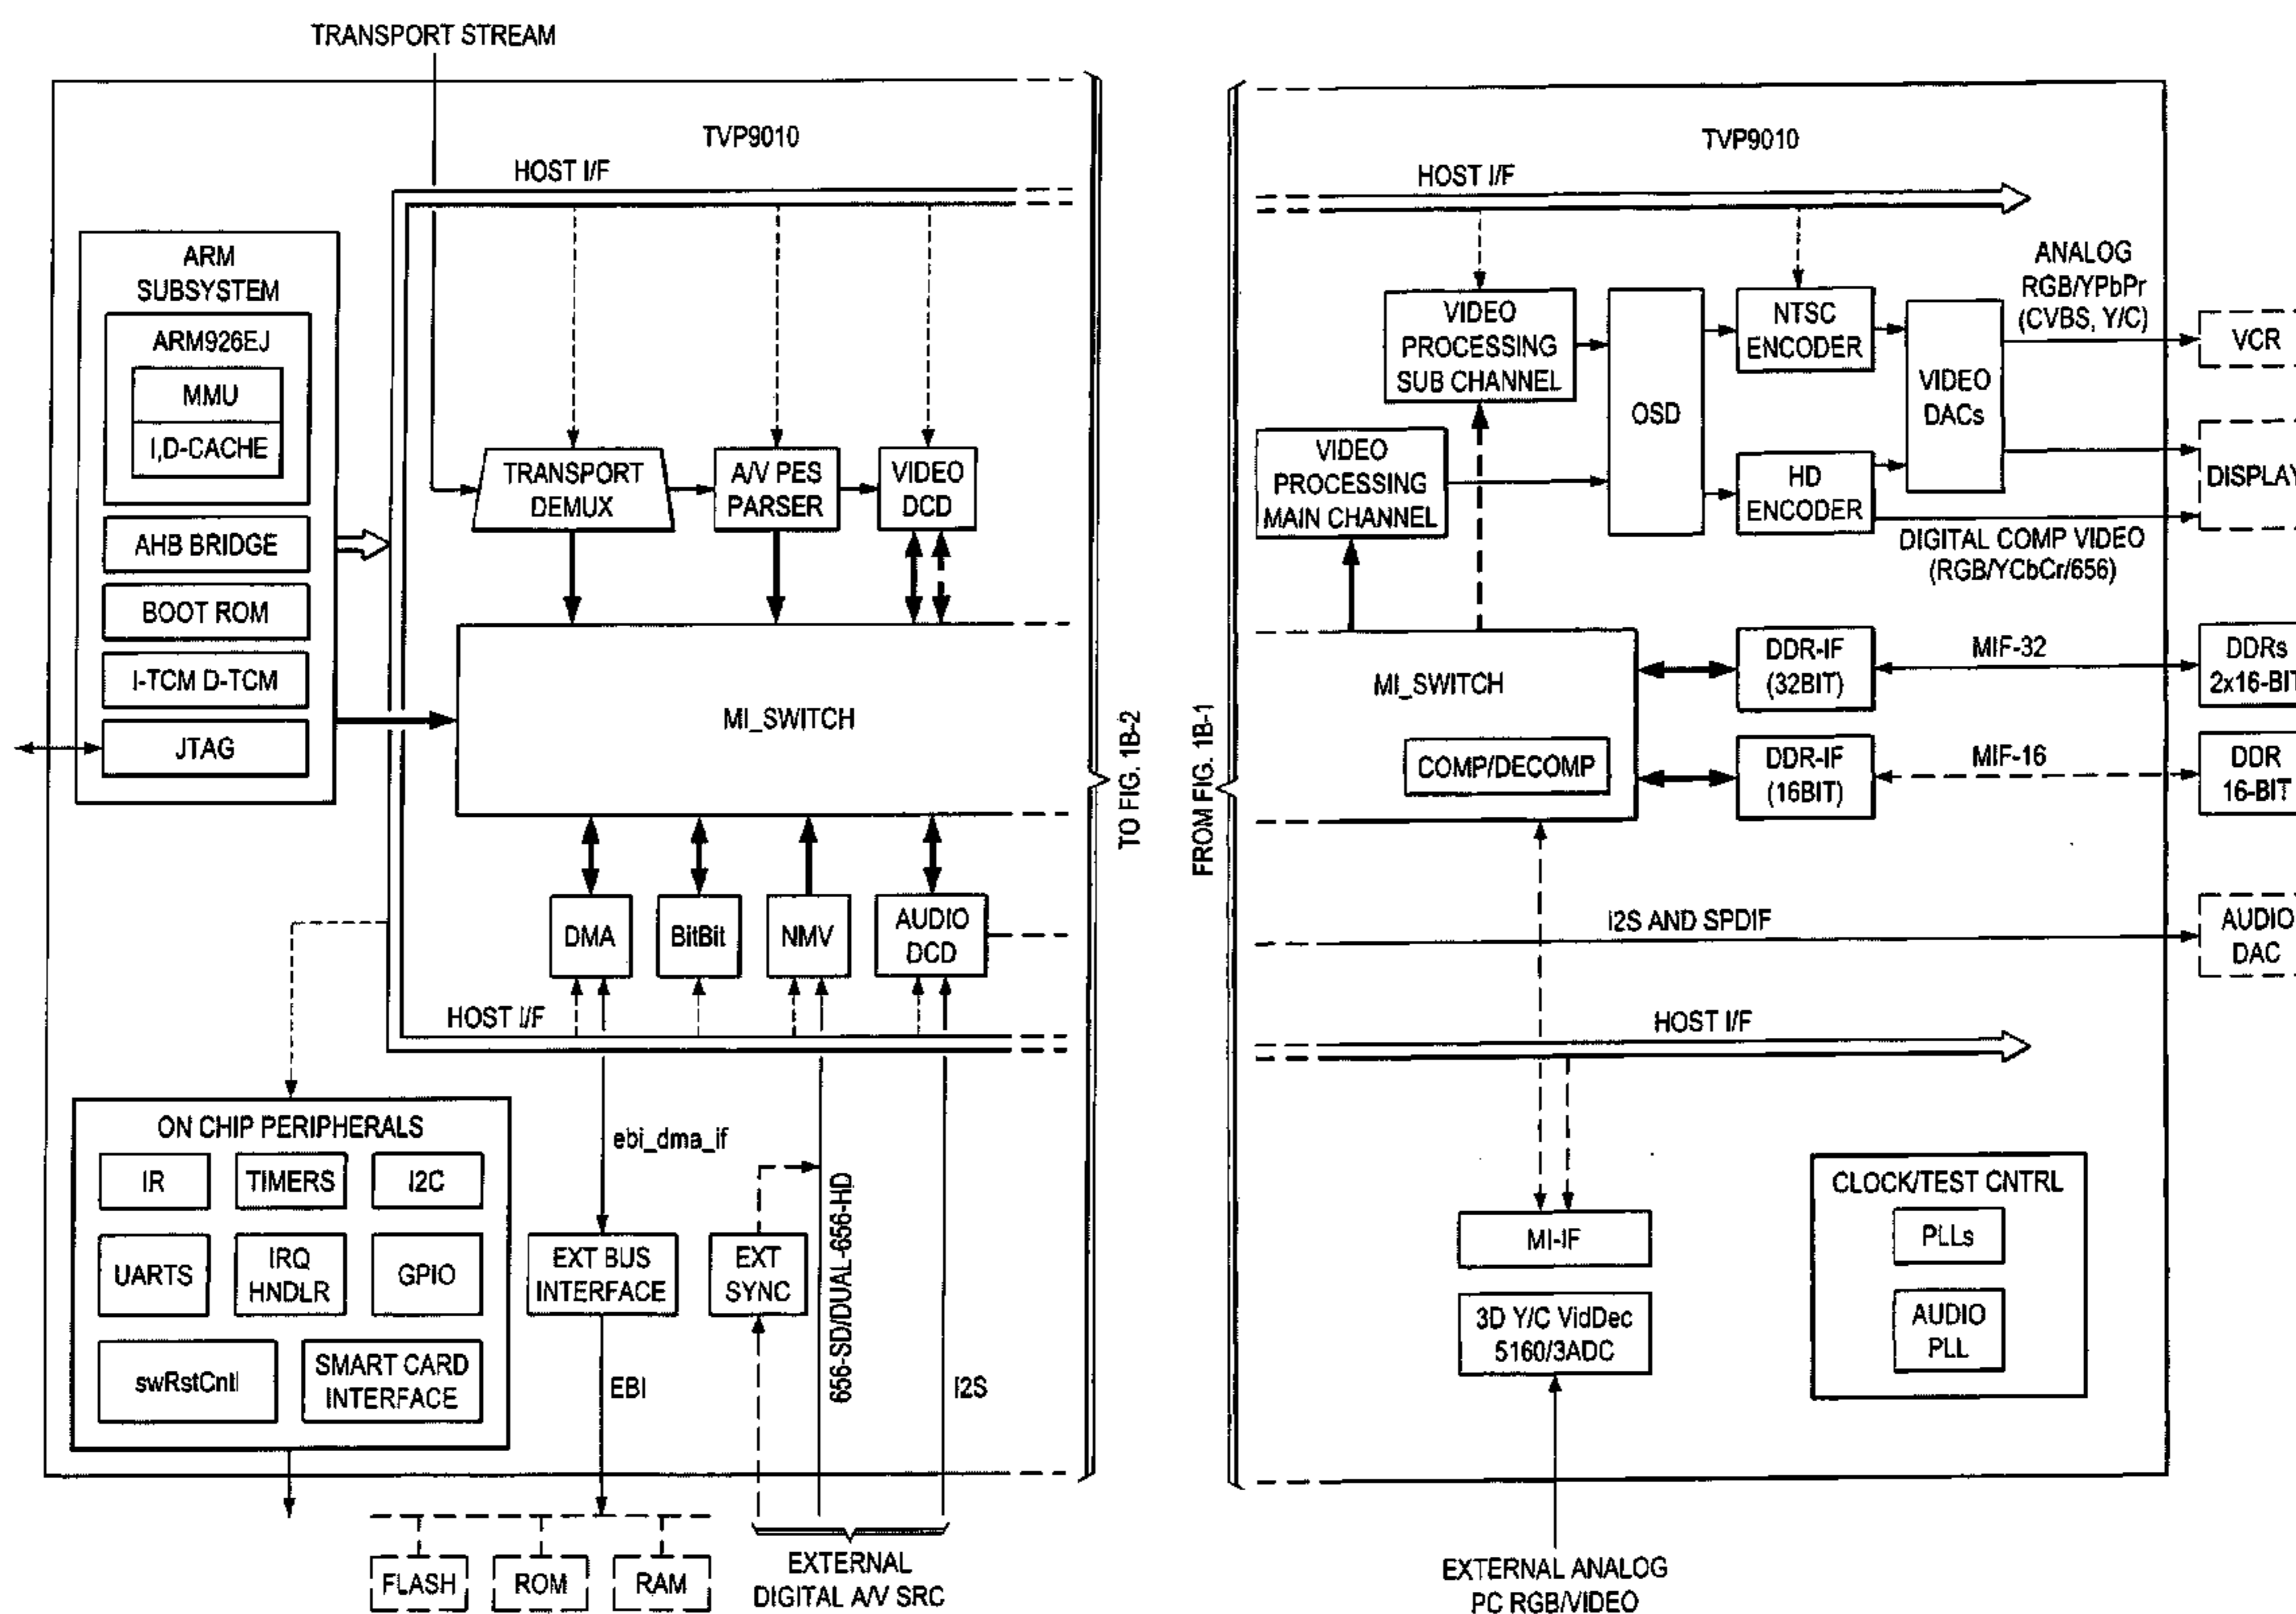 TRANSPORT STREAM
TVP9010
HOST I/F
ARM
SUBSYSTEM
ARM926EJ
MMU
I,D-CACHE
AHB BRIDGE
BOOT ROM
I-TCM D-TCM
JTAG
TRANSPORT
DEMUX
A/V PES
PARSER
VIDEO
DCD
MI_SWITCH
DMA
BitBit
NMV
AUDIO
DCD
HOST I/F
ON CHIP PERIPHERALS
IR
TIMERS
I2C
UARTS
IRQ
HNDLR
GPIO
swRstCntl
SMART CARD
INTERFACE
ebi_dma_if
EXT BUS
INTERFACE
EXT
SYNC
656-SD/DUAL-656-HD
EBI
I2S
FLASH
ROM
RAM
EXTERNAL
DIGITAL A/V SRC
TO FIG. 1B-2
FROM FIG. 1B-1
TVP9010
HOST I/F
VIDEO
PROCESSING
SUB CHANNEL
VIDEO
PROCESSING
MAIN CHANNEL
OSD
NTSC
ENCODER
HD
ENCODER
VIDEO
DACs
ANALOG
RGB/YPbPr
(CVBS, Y/C)
VCR
DISPLAY
DIGITAL COMP VIDEO
(RGB/YCbCr/656)
MI_SWITCH
COMP/DECOMP
DDR-IF
(32BIT)
MIF-32
DDRs
2x16-BIT
DDR-IF
(16BIT)
MIF-16
DDR
16-BIT
I2S AND SPDIF
AUDIO
DAC
HOST I/F
MI-IF
3D Y/C VidDec
5160/3ADC
CLOCK/TEST CNTRL
PLLs
AUDIO
PLL
EXTERNAL ANALOG
PC RGB/VIDEO